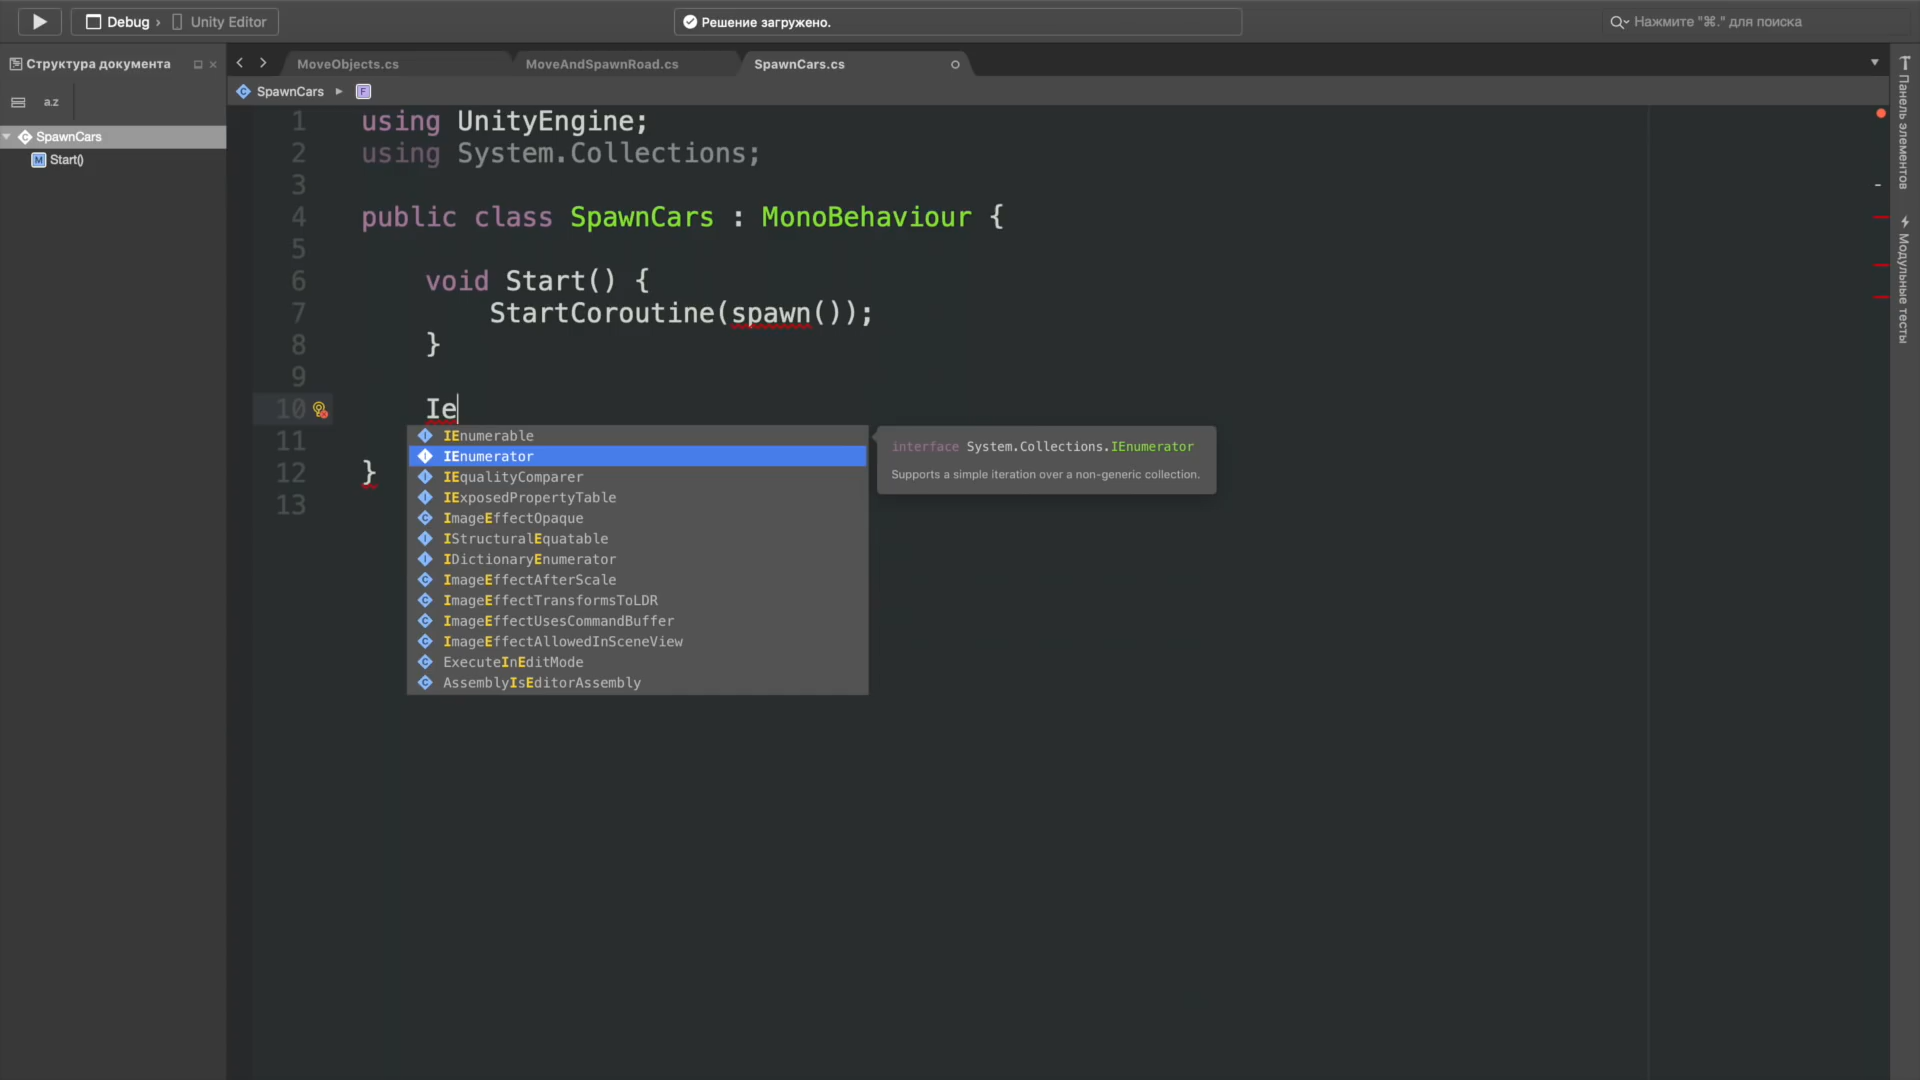 Debug › Unity Editor
Решение загружено.
Нажмите "⌘." для поиска
Структура документа
MoveObjects.cs
MoveAndSpawnRoad.cs
SpawnCars.cs
a.z
SpawnCars
F
SpawnCars
M Start()
1 using UnityEngine;
2 using System.Collections;
3
4 public class SpawnCars : MonoBehaviour {
5
6 void Start() {
7 StartCoroutine(spawn());
8 }
9
10 Ie
11
12 }
13
IEnumerable
IEnumerator
IEqualityComparer
IExposedPropertyTable
ImageEffectOpaque
IStructuralEquatable
IDictionaryEnumerator
ImageEffectAfterScale
ImageEffectTransformsToLDR
ImageEffectUsesCommandBuffer
ImageEffectAllowedInSceneView
ExecuteInEditMode
AssemblyIsEditorAssembly
interface System.Collections.IEnumerator
Supports a simple iteration over a non-generic collection.
Панель элементов
Модульные тесты